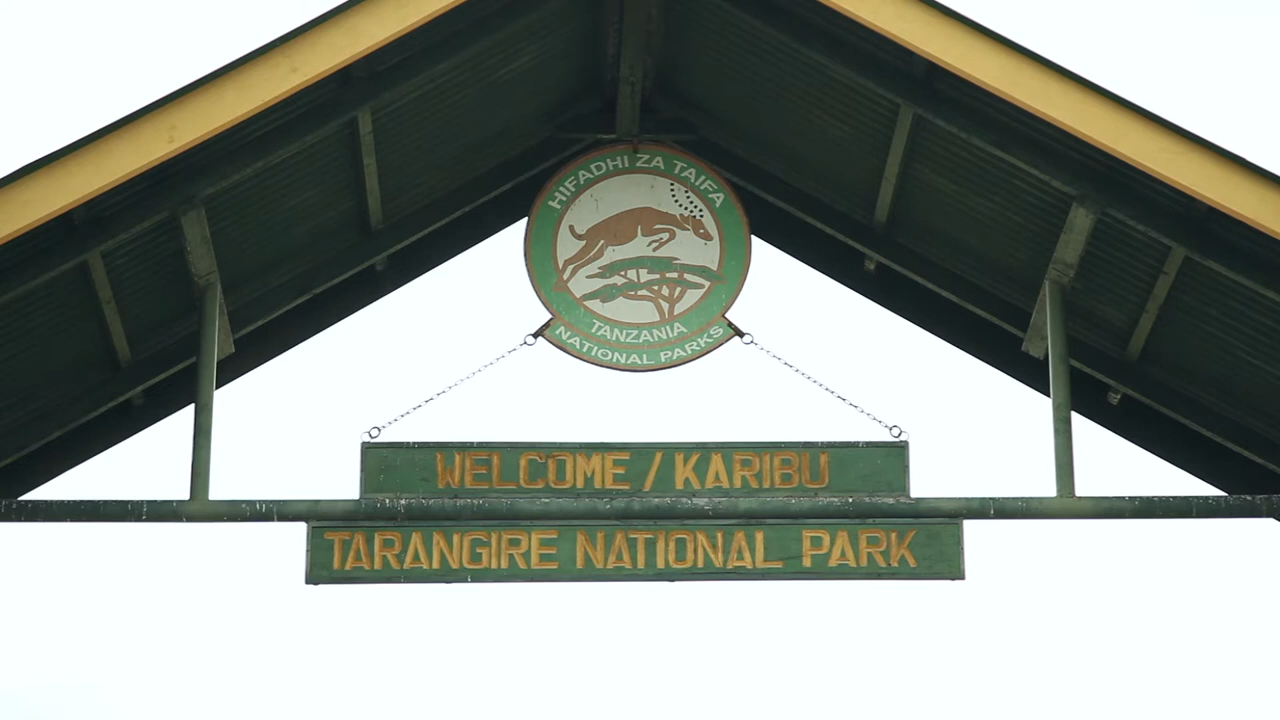 HIFADHI ZA TAIFA
TANZANIA
NATIONAL PARKS
WELCOME / KARIBU
TARANGIRE NATIONAL PARK